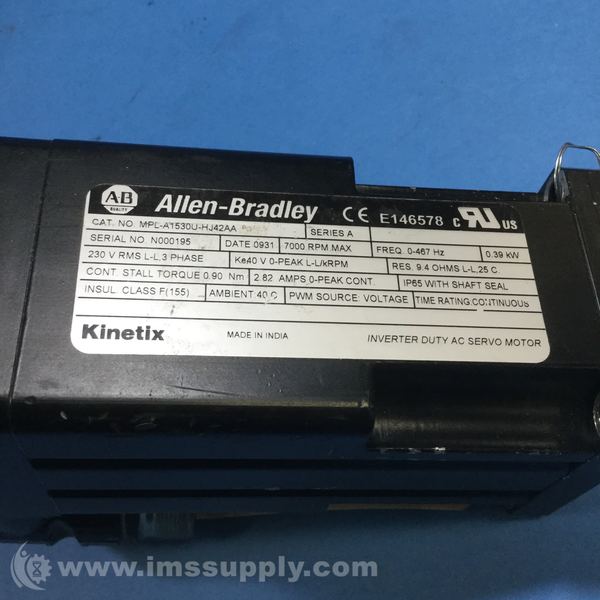 AB
QUALITY
Allen-Bradley CE E146578 c RU US
CAT. NO. MPL-A1530U-HJ42AA SERIES A
SERIAL NO N000195 DATE 0931 7000 RPM MAX FREQ. 0-467 Hz 0.39 kW
230 V RMS L-L,3 PHASE Ke40 V 0-PEAK L-L/kRPM RES. 9.4 OHMS L-L,25 C.
CONT. STALL TORQUE 0.90 Nm 2.82 AMPS 0-PEAK CONT. IP65 WITH SHAFT SEAL
INSUL. CLASS F(155) AMBIENT 40 C PWM SOURCE: VOLTAGE TIME RATING:CONTINUOUS
Kinetix MADE IN INDIA INVERTER DUTY AC SERVO MOTOR
www.imssupply.com